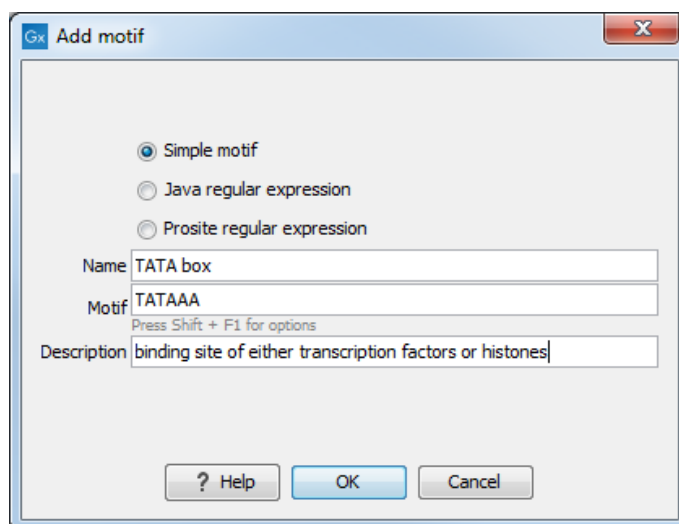 Gx Add motif
X
Simple motif
Java regular expression
Prosite regular expression
Name TATA box
Motif TATAAA
Press Shift + F1 for options
Description binding site of either transcription factors or histones
? Help OK Cancel